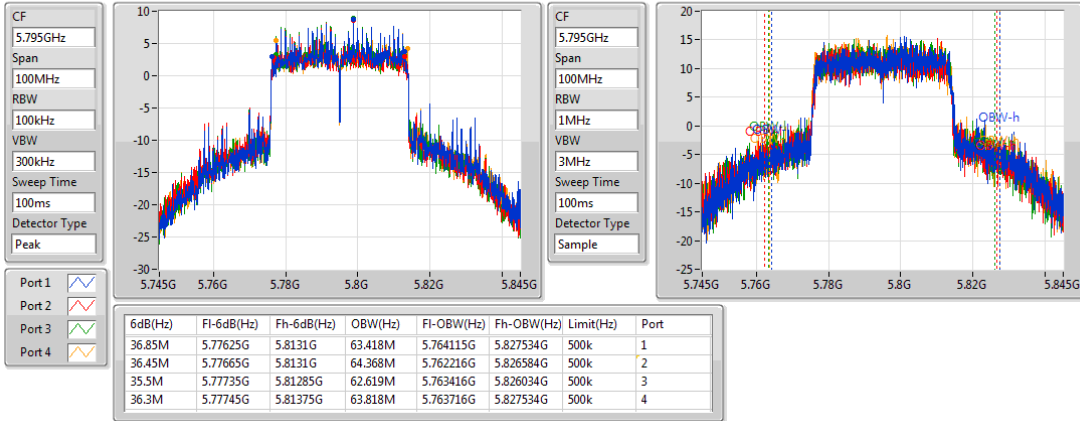 CF
5.795GHz
Span
100MHz
RBW
100kHz
VBW
300kHz
Sweep Time
100ms
Detector Type
Peak
Port 1
Port 2
Port 3
Port 4
10
5
0
-5
-10
-15
-20
-25
-30
5.745G 5.76G 5.78G 5.8G 5.82G 5.845G
CF
5.795GHz
Span
100MHz
RBW
1MHz
VBW
3MHz
Sweep Time
100ms
Detector Type
Sample
20
15
10
5
0
-5
-10
-15
-20
-25
OBW-h
5.745G 5.76G 5.78G 5.8G 5.82G 5.845G
6dB(Hz) Fl-6dB(Hz) Fh-6dB(Hz) OBW(Hz) Fl-OBW(Hz) Fh-OBW(Hz) Limit(Hz) Port
36.85M 5.77625G 5.8131G 63.418M 5.764115G 5.827534G 500k 1
36.45M 5.77665G 5.8131G 64.368M 5.762216G 5.826584G 500k 2
35.5M 5.77735G 5.81285G 62.619M 5.763416G 5.826034G 500k 3
36.3M 5.77745G 5.81375G 63.818M 5.763716G 5.827534G 500k 4